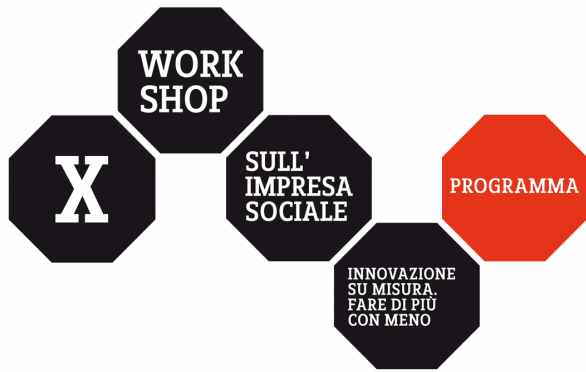 X
WORK
SHOP
SULL'
IMPRESA
SOCIALE
INNOVAZIONE
SU MISURA.
FARE DI PIÙ
CON MENO
PROGRAMMA